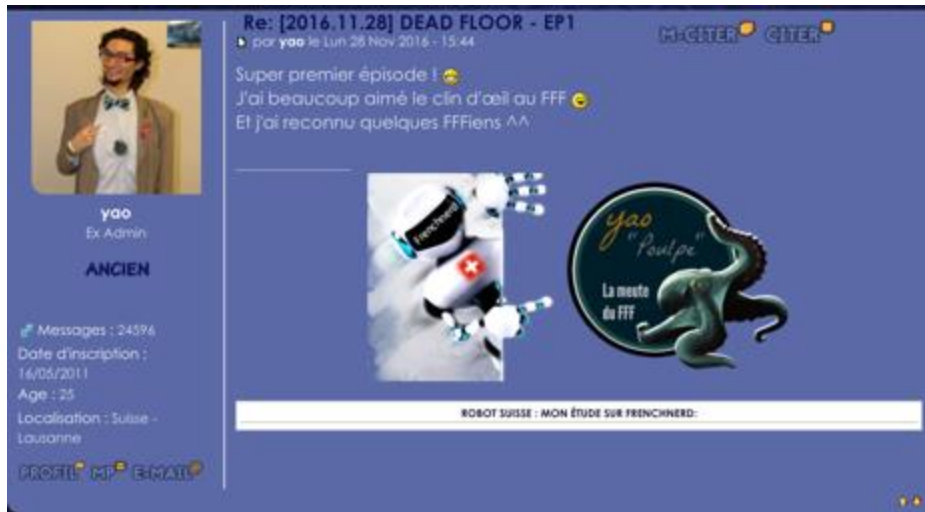 Re: [2016.11.28] DEAD FLOOR - EP1
par yao le Lun 28 Nov 2016 - 15:44
M-CITER CITER
Super premier épisode !
J'ai beaucoup aimé le clin d'œil au FFF
Et j'ai reconnu quelques FFFiens ^^
yao
Ex Admin
ANCIEN
Messages : 24596
Date d'inscription :
16/05/2011
Age : 25
Localisation : Suisse -
Lausanne
PROFIL MP E-MAIL
Frenchnerd
yao
"Poulpe"
La meute
du FFF
ROBOT SUISSE : MON ÉTUDE SUR FRENCHNERD: